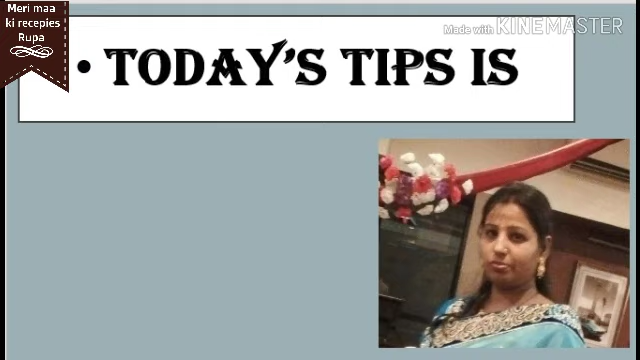 Meri maa
ki recepies
Rupa
Made with KINEMASTER
• TODAY'S TIPS IS